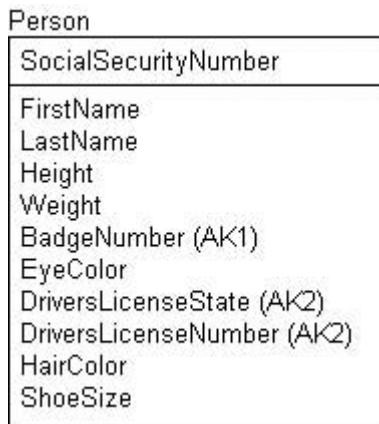 Person
SocialSecurityNumber
FirstName
LastName
Height
Weight
BadgeNumber (AK1)
EyeColor
DriversLicenseState (AK2)
DriversLicenseNumber (AK2)
HairColor
ShoeSize